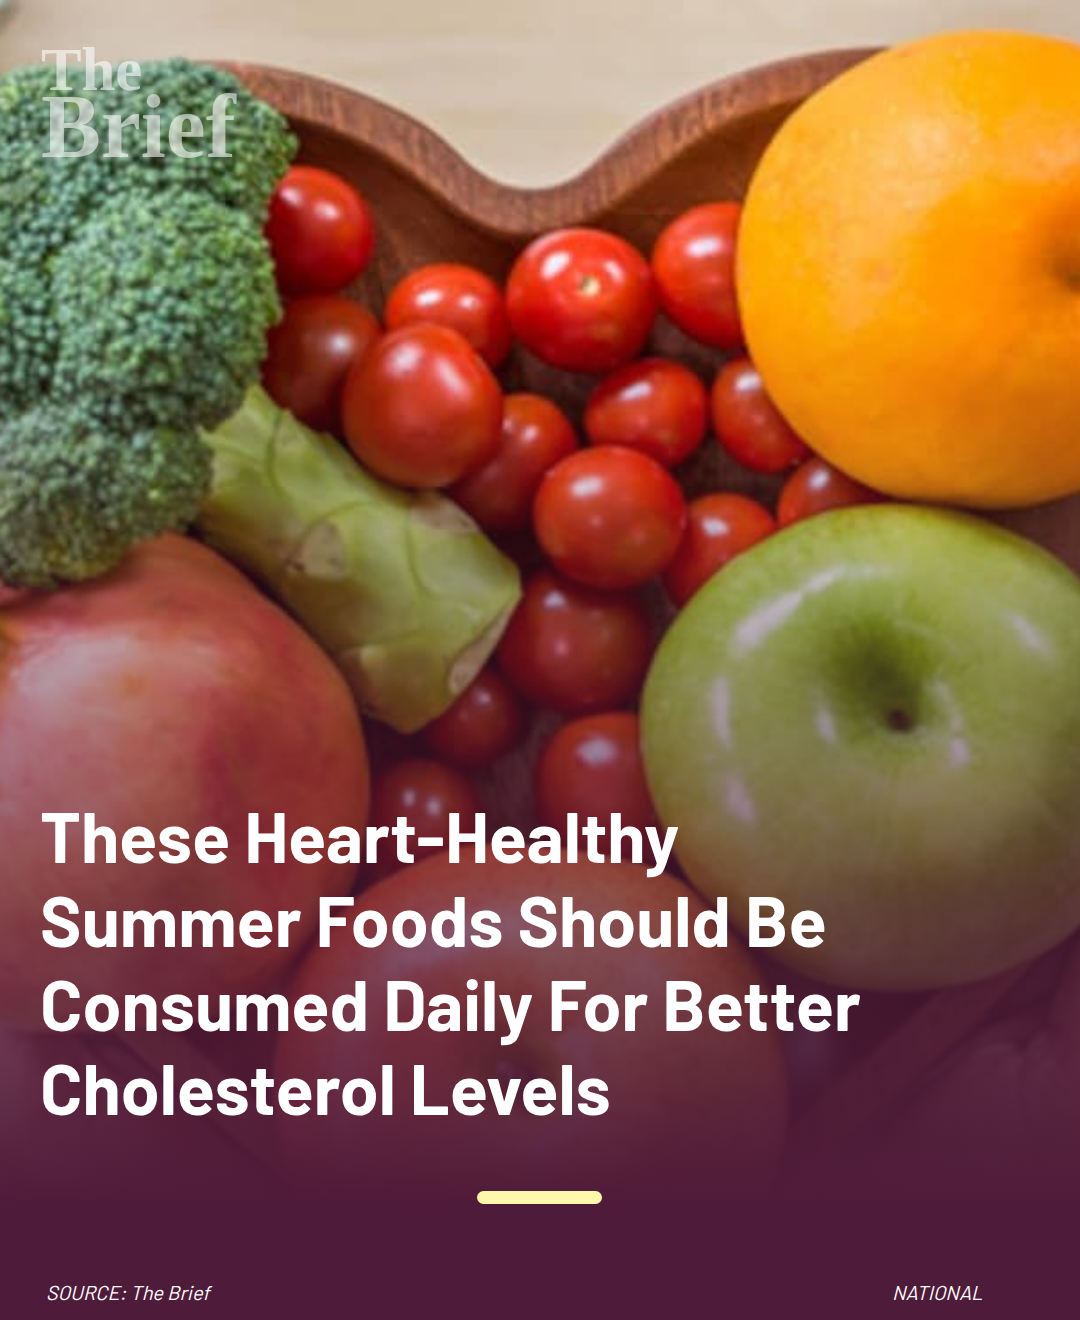 The
Brief
These Heart-Healthy
Summer Foods Should Be
Consumed Daily For Better
Cholesterol Levels
SOURCE: The Brief
NATIONAL